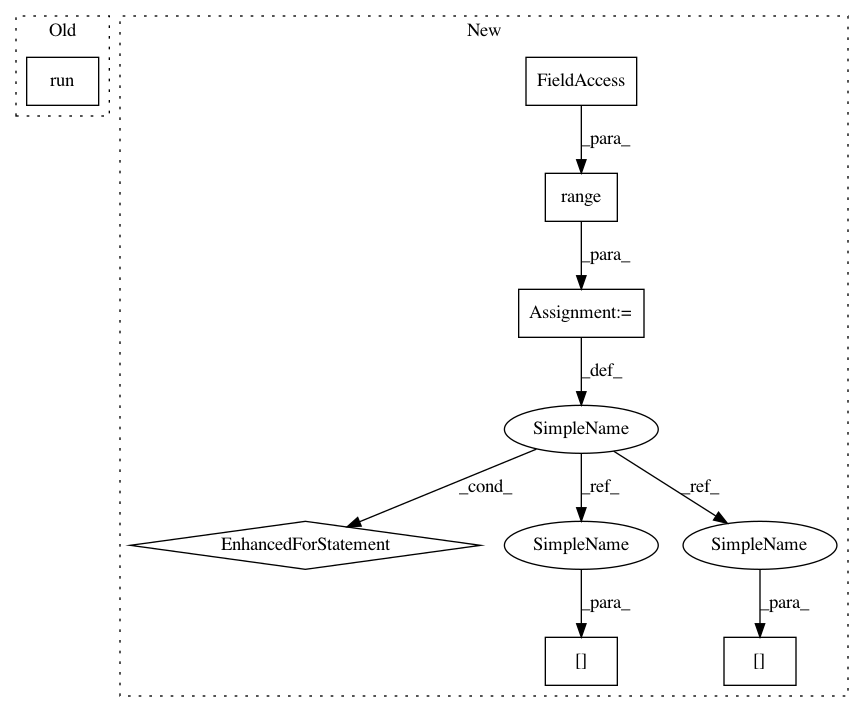 Old
New
run
FieldAccess
_para_
range
_para_
Assignment:=
_def_
SimpleName
_cond_
_ref_
_ref_
EnhancedForStatement
SimpleName
SimpleName
_para_
_para_
[]
[]